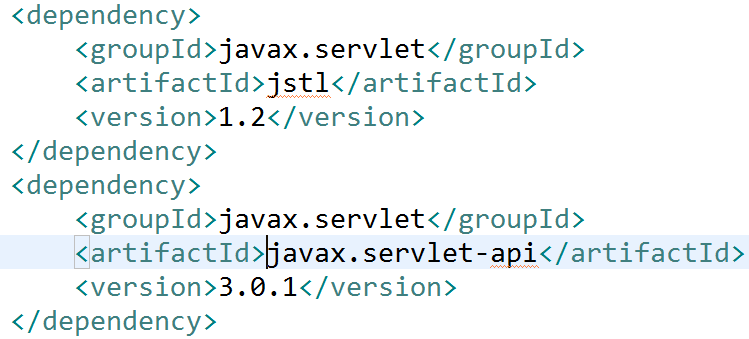 <dependency>
    <groupId>javax.servlet</groupId>
    <artifactId>jstl</artifactId>
    <version>1.2</version>
</dependency>
<dependency>
    <groupId>javax.servlet</groupId>
    <artifactId>javax.servlet-api</artifactId>
    <version>3.0.1</version>
</dependency>